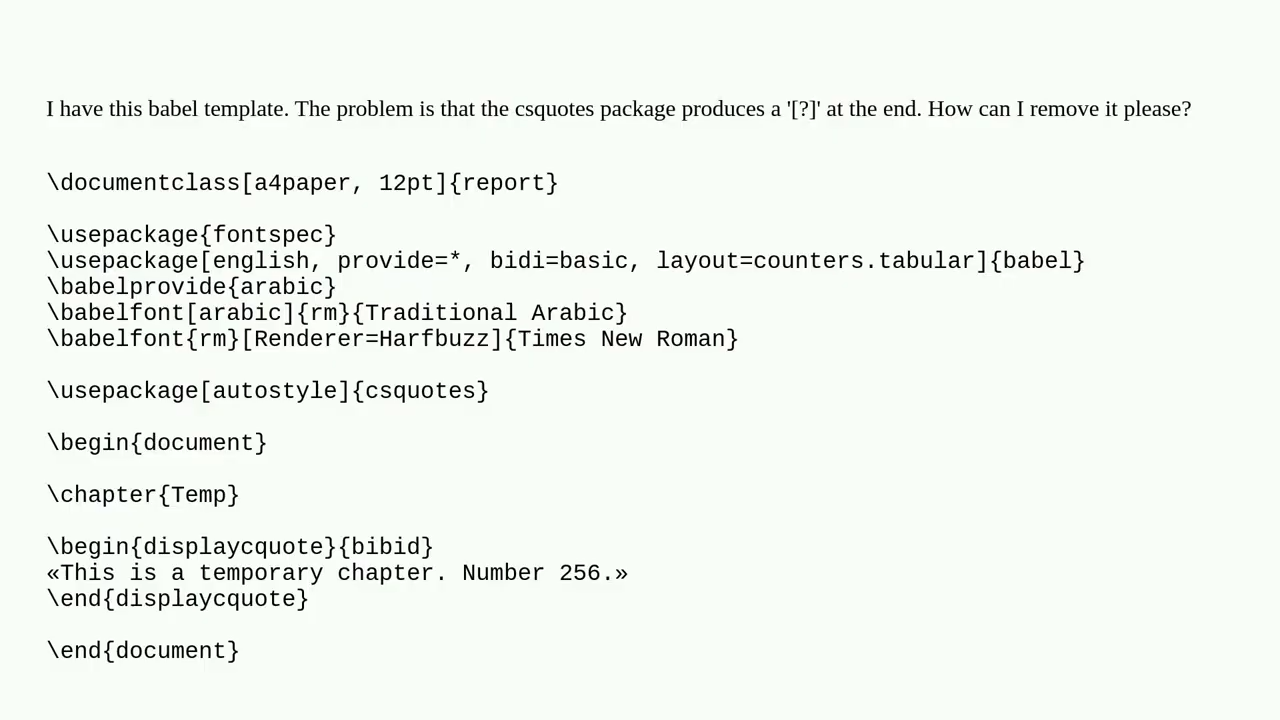 I have this babel template. The problem is that the csquotes package produces a '[?]' at the end. How can I remove it please?
\documentclass[a4paper, 12pt]{report}
\usepackage{fontspec}
\usepackage[english, provide=*, bidi=basic, layout=counters.tabular]{babel}
\babelprovide{arabic}
\babelfont[arabic]{rm}{Traditional Arabic}
\babelfont{rm}[Renderer=Harfbuzz]{Times New Roman}
\usepackage[autostyle]{csquotes}
\begin{document}
\chapter{Temp}
\begin{displaycquote}{bibid}
«This is a temporary chapter. Number 256.»
\end{displaycquote}
\end{document}